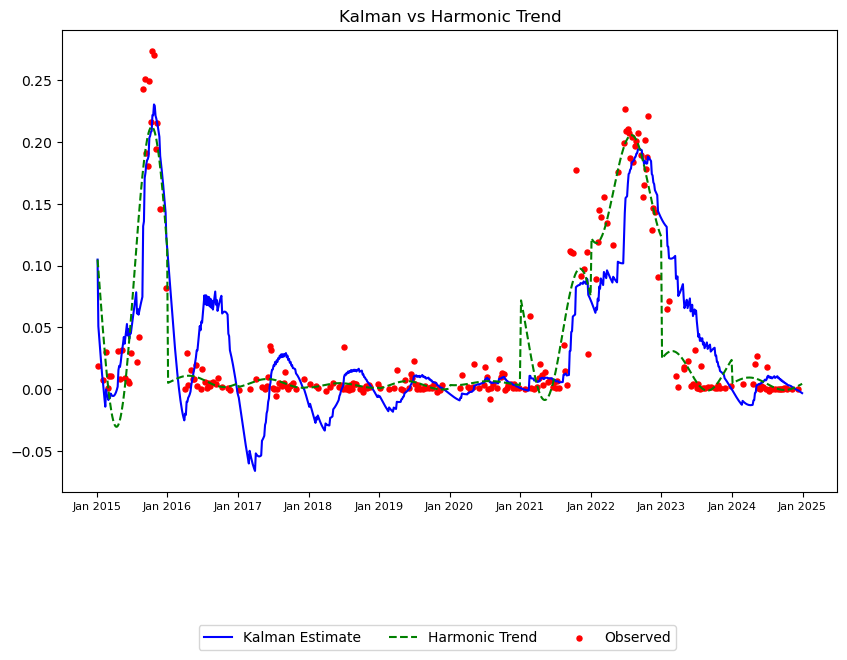 Kalman vs Harmonic Trend
0.25
0.20
0.15
0.10
0.05
0.00
−0.05
Jan 2015 Jan 2016 Jan 2017 Jan 2018 Jan 2019 Jan 2020 Jan 2021 Jan 2022 Jan 2023 Jan 2024 Jan 2025
Kalman Estimate Harmonic Trend Observed